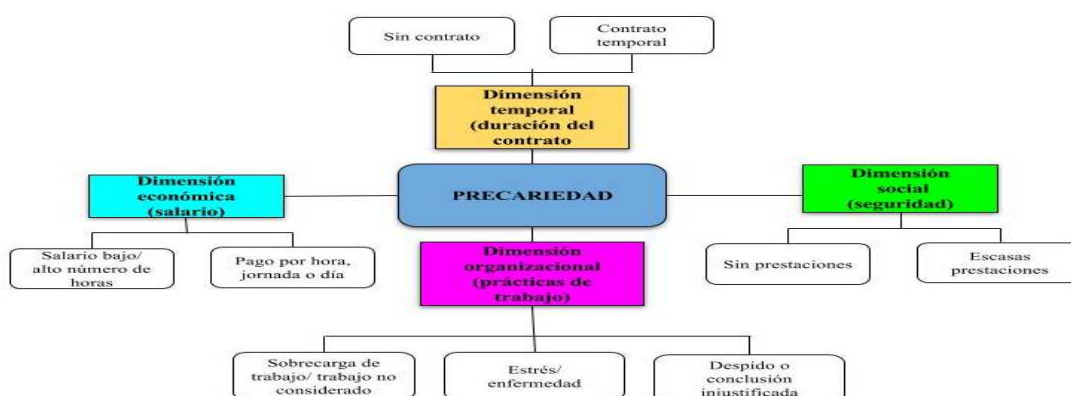 Sin contrato
Contrato
temporal
Dimensión
temporal
(duración del
contrato
Dimensión
económica
(salario)
PRECARIEDAD
Dimensión
social
(seguridad)
Salario bajo/
alto número de
horas
Pago por hora,
jornada o día
Dimensión
organizacional
(prácticas de
trabajo)
Sin prestaciones
Escasas
prestaciones
Sobrecarga de
trabajo/ trabajo no
considerado
Estrés/
enfermedad
Despido o
conclusión
injustificada